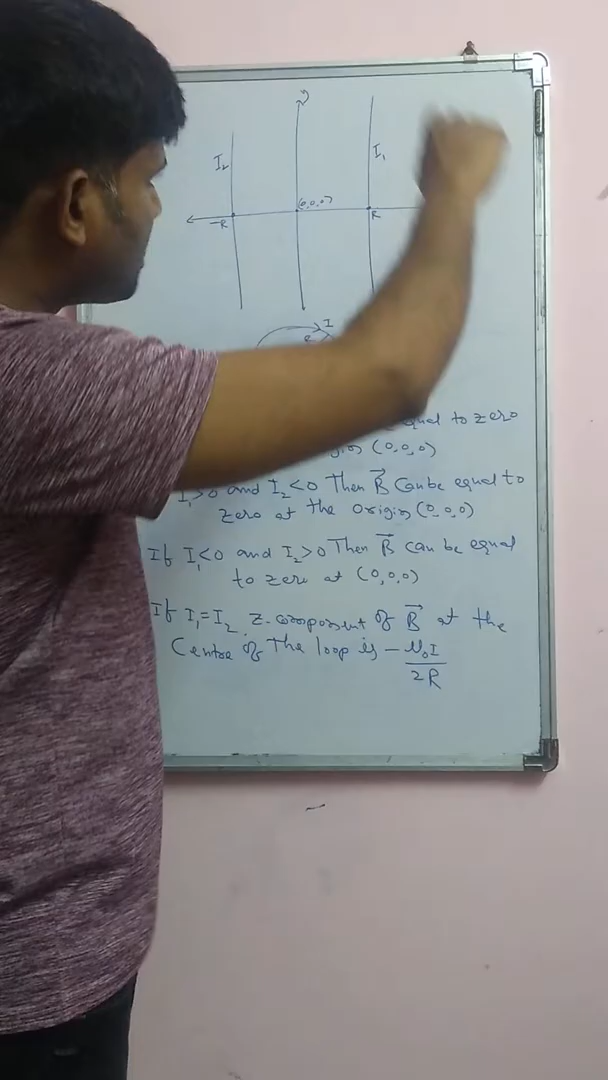 y
I₂
I₁
(0,0,0)
-R
R
I
R
equal to zero
(0,0,0)
I₁>0 and I₂<0 Then B⃗ Can be equal to
zero at the origin (0,0,0)
If I₁<0 and I₂>0 Then B⃗ can be equal
to zero at (0,0,0)
If I₁=I₂, z-component of B⃗ at the
Centre of The loop is -μ₀I
2R